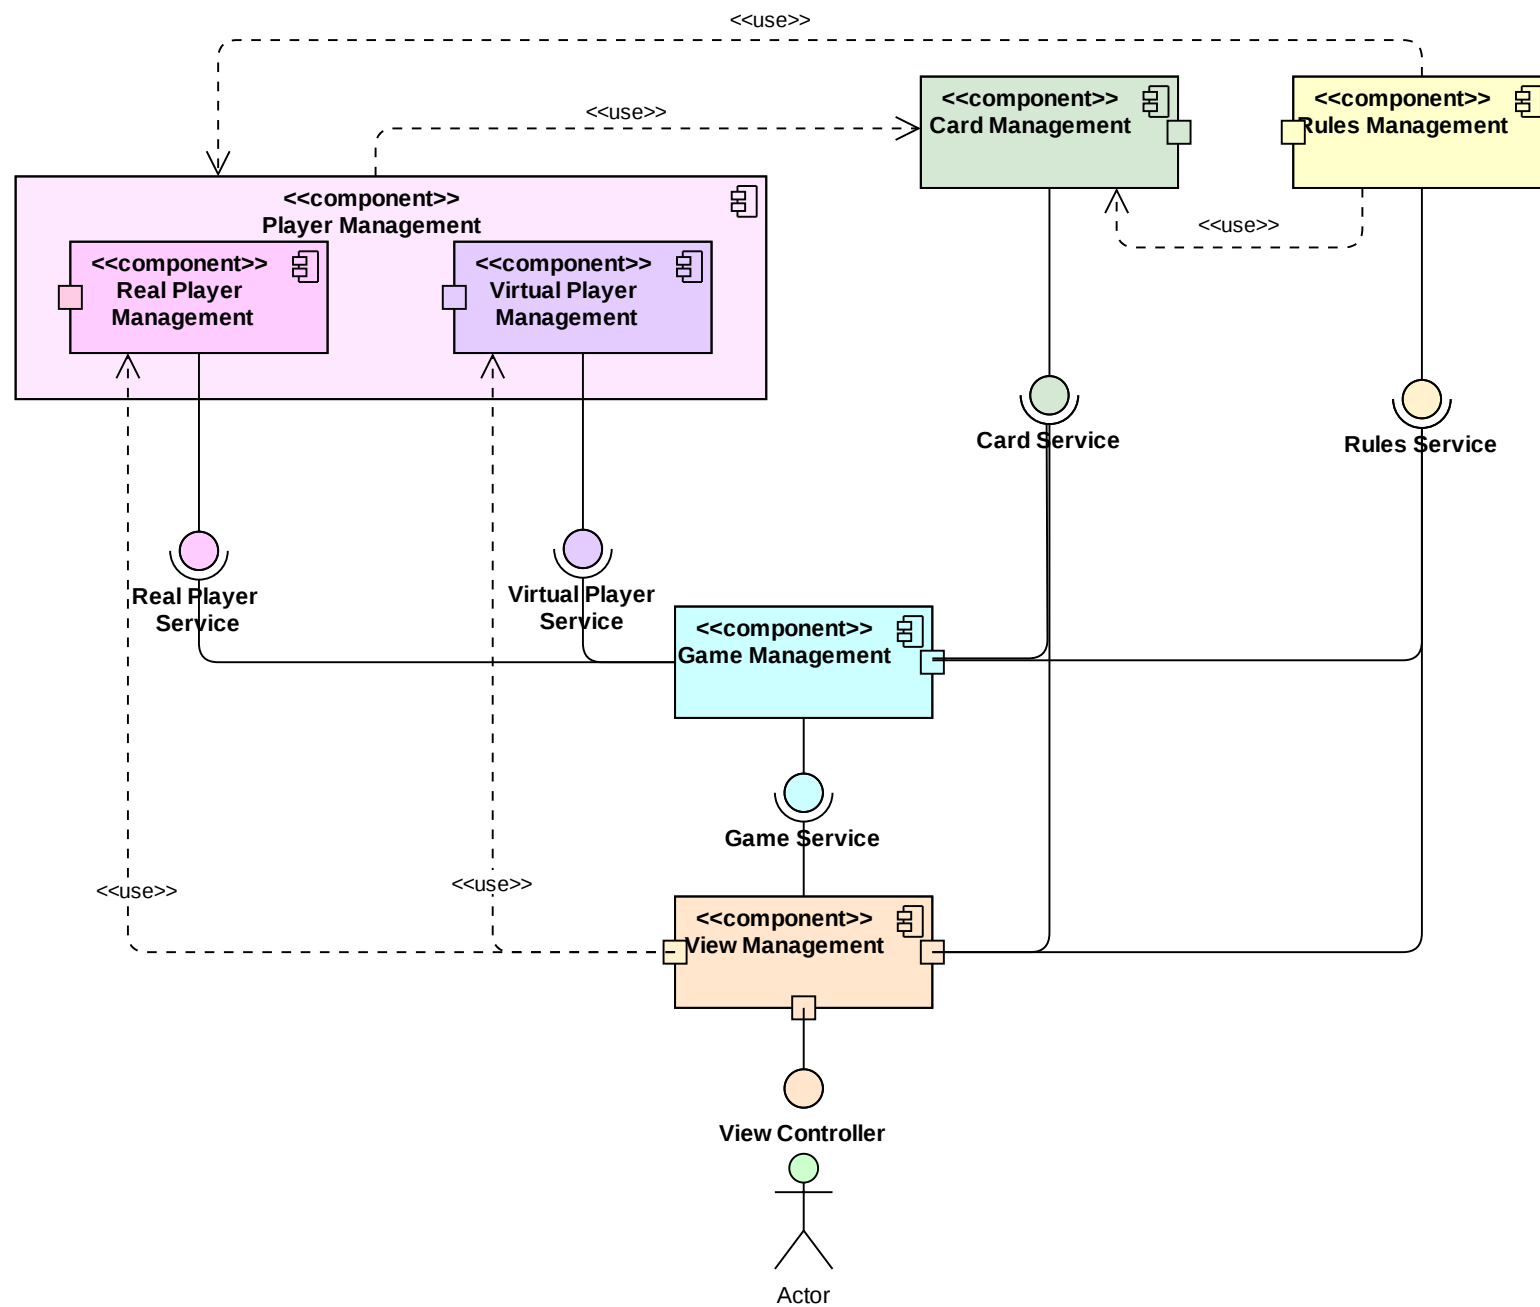 <<use>>
<<component>>
Card Management
<<component>>
Rules Management
<<use>>
<<component>>
Player Management
<<use>>
<<component>>
Real Player
Management
<<component>>
Virtual Player
Management
Card Service
Rules Service
Real Player
Service
Virtual Player
Service
<<component>>
Game Management
Game Service
<<use>>
<<use>>
<<component>>
View Management
View Controller
Actor